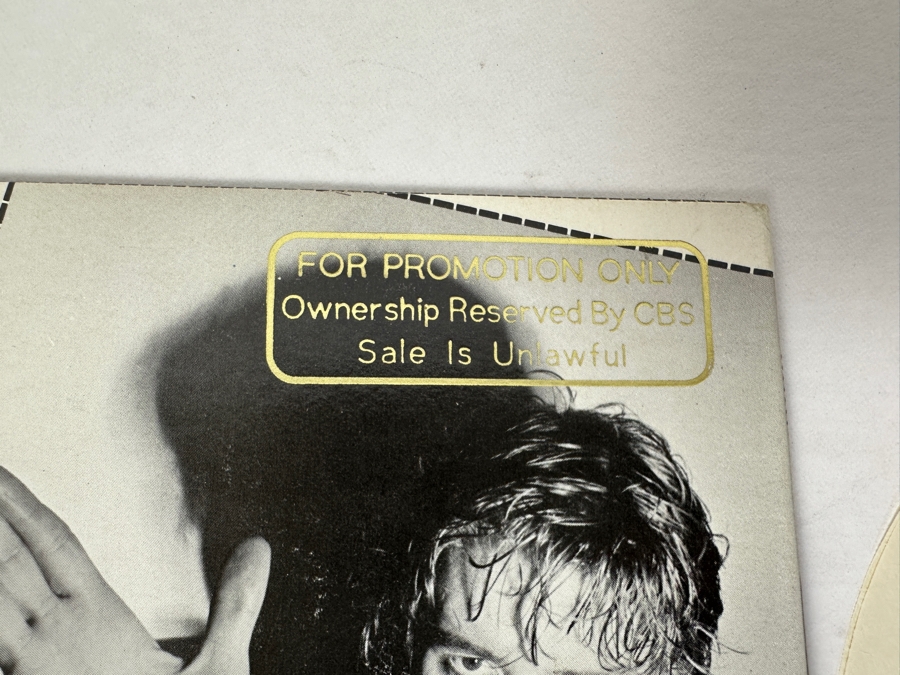 FOR PROMOTION ONLY
Ownership Reserved By CBS
Sale Is Unlawful